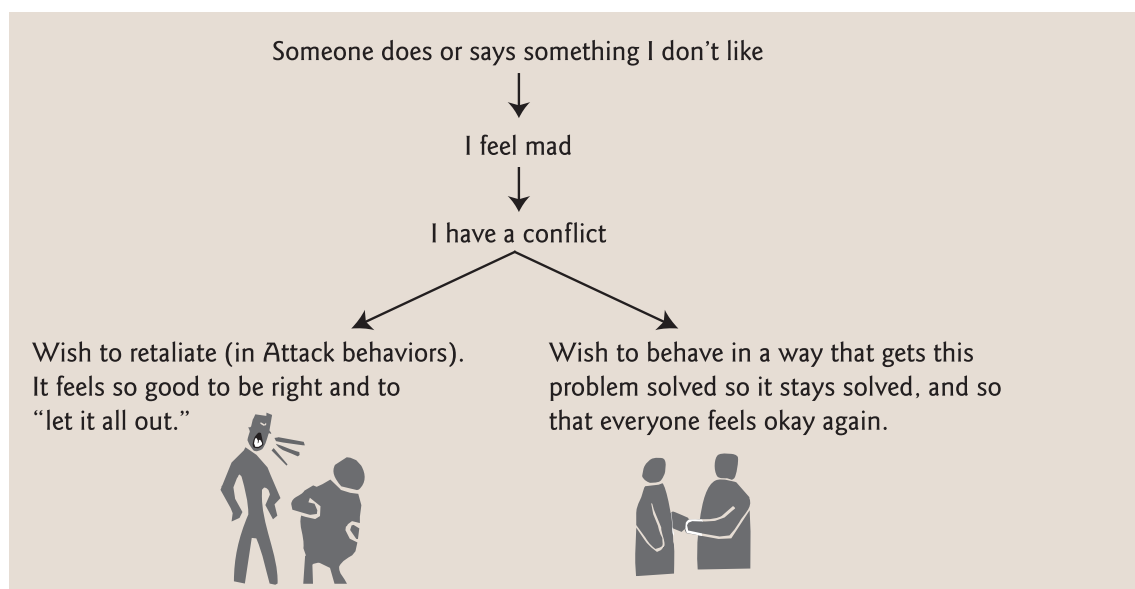 Someone does or says something I don’t like
I feel mad
I have a conflict
Wish to retaliate (in Attack behaviors).
It feels so good to be right and to
“let it all out.”
Wish to behave in a way that gets this
problem solved so it stays solved, and so
that everyone feels okay again.